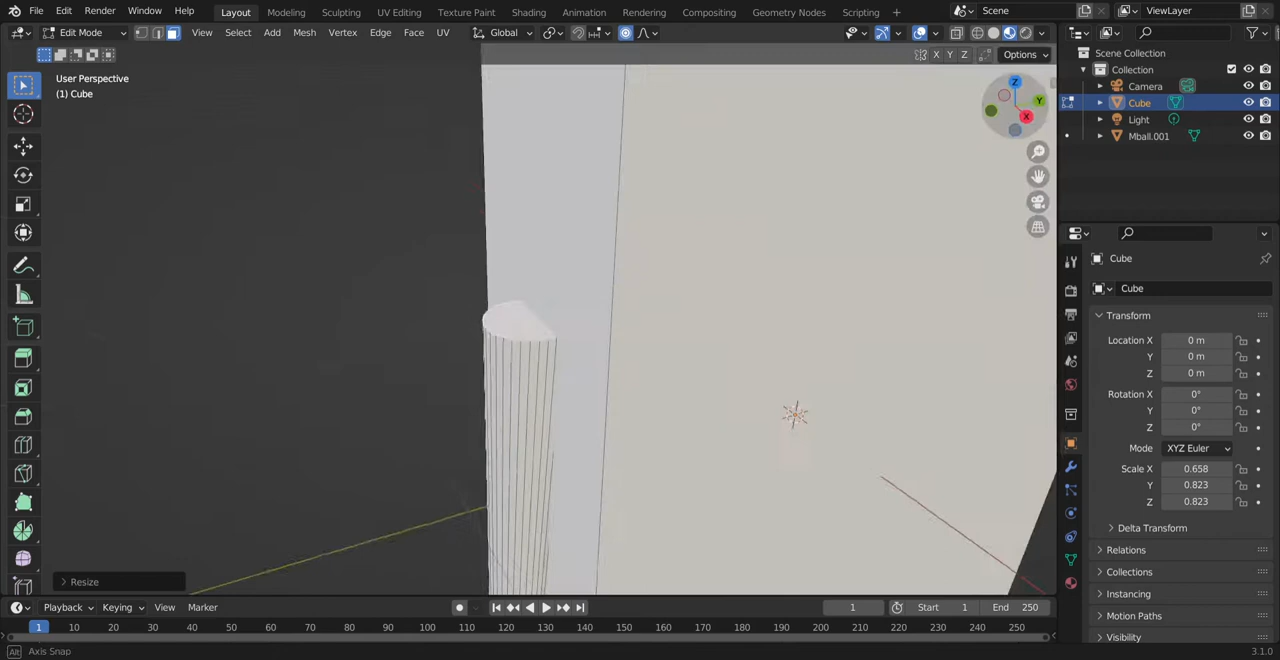 File Edit Render Window Help Layout Modeling Sculpting UV Editing Texture Paint Shading Animation Rendering Compositing Geometry Nodes Scripting + Scene ViewLayer
Edit Mode View Select Add Mesh Vertex Edge Face UV Global
X Y Z Options
User Perspective
(1) Cube
Z
Y
X
Scene Collection
Collection
Camera
Cube
Light
Mball.001
Cube
Cube
Transform
Location X 0 m
Y 0 m
Z 0 m
Rotation X 0°
Y 0°
Z 0°
Mode XYZ Euler
Scale X 0.658
Y 0.823
Z 0.823
Delta Transform
Relations
Collections
Instancing
Motion Paths
Visibility
Resize
Playback Keying View Marker 1 Start 1 End 250
1 10 20 30 40 50 60 70 80 90 100 110 120 130 140 150 160 170 180 190 200 210 220 230 240 250
Alt Axis Snap 3.1.0